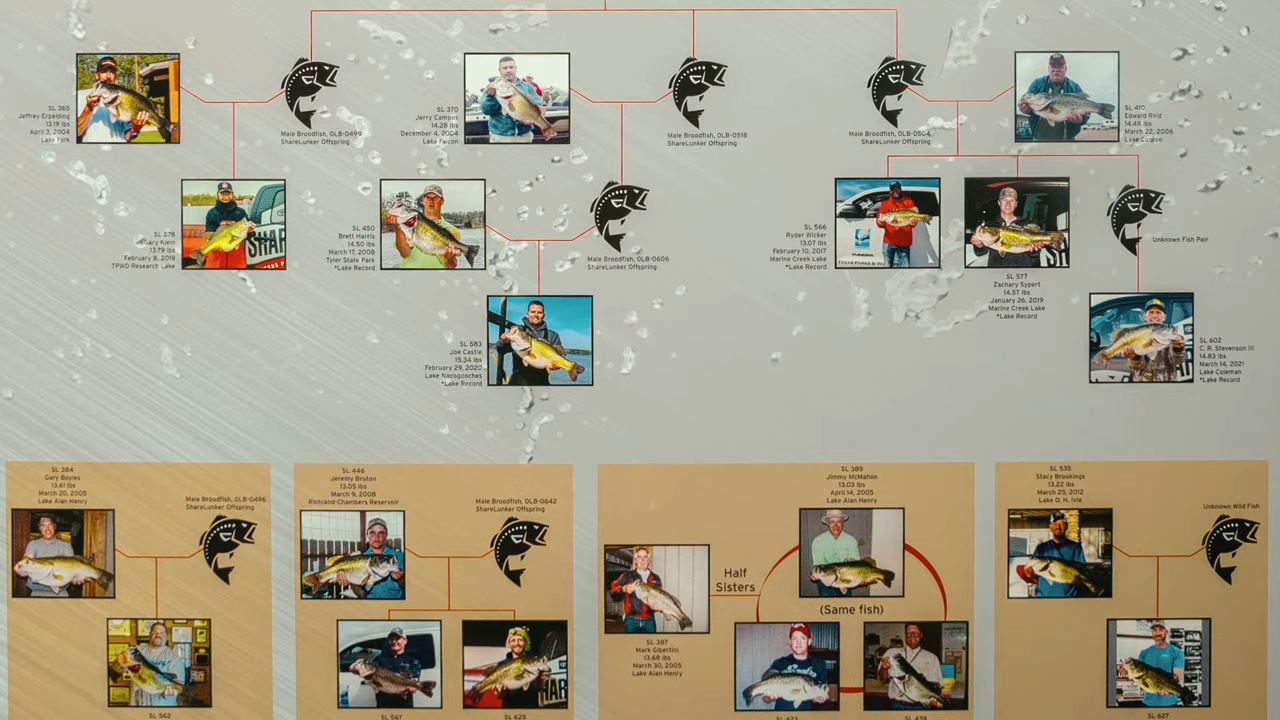 SL 365
Jeffrey Erpelding
13.19 lbs
April 3, 2004
Lake Fork
Male Broodfish, OLB-0499
ShareLunker Offspring
SL 370
Jerry Campos
14.28 lbs
December 4, 2004
Lake Falcon
Male Broodfish, OLB-0518
ShareLunker Offspring
Male Broodfish, OLB-0504
ShareLunker Offspring
SL 410
Edward Reid
14.48 lbs
March 22, 2006
Lake Conroe
SL 578
Gary Klein
13.79 lbs
February 8, 2019
TPWD Research Lake
SL 450
Brett Harris
14.50 lbs
March 17, 2008
Tyler State Park
*Lake Record
Male Broodfish, OLB-0606
ShareLunker Offspring
SL 566
Ryder Wicker
13.07 lbs
February 10, 2017
Marine Creek Lake
*Lake Record
SL 577
Zachary Sypert
14.57 lbs
January 26, 2019
Marine Creek Lake
*Lake Record
Unknown Fish Pair
SL 583
Joe Castle
15.34 lbs
February 29, 2020
Lake Nacogdoches
*Lake Record
SL 602
C. R. Stevenson III
14.83 lbs
March 14, 2021
Lake Coleman
*Lake Record
SL 384
Gary Boyles
13.61 lbs
March 20, 2005
Lake Alan Henry
Male Broodfish, OLB-0496
ShareLunker Offspring
SL 562
SL 446
Jeremy Bruton
13.05 lbs
March 9, 2008
Richland-Chambers Reservoir
Male Broodfish, OLB-0642
ShareLunker Offspring
SL 567
SL 625
SL 389
Jimmy McMahon
13.03 lbs
April 14, 2005
Lake Alan Henry
Half
Sisters
(Same fish)
SL 387
Mark Gibertini
13.68 lbs
March 30, 2005
Lake Alan Henry
SL 423
SL 439
SL 535
Stacy Brookings
13.22 lbs
March 25, 2012
Lake O. H. Ivie
Unknown Wild Fish
SL 627